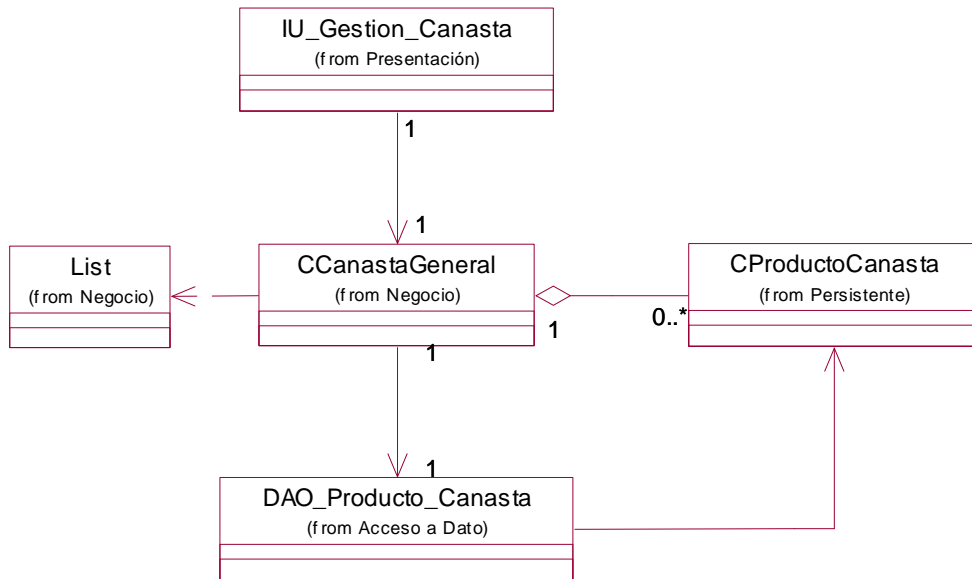 IU_Gestion_Canasta
(from Presentación)
1
1
List
(from Negocio)
CCanastaGeneral
(from Negocio)
CProductoCanasta
(from Persistente)
1
0..*
1
1
DAO_Producto_Canasta
(from Acceso a Dato)